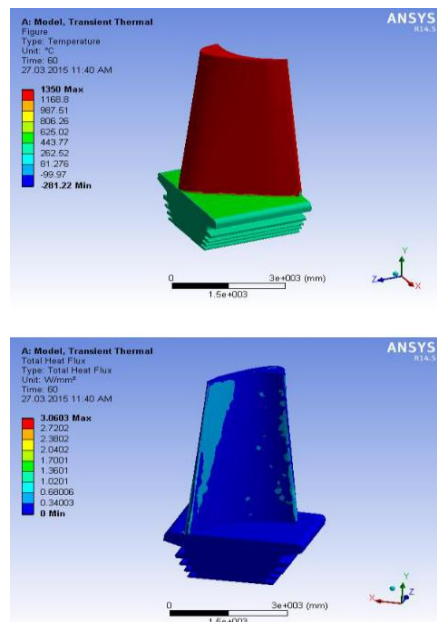 A: Model, Transient Thermal
Figure
Type: Temperature
Unit: °C
Time: 60
27.03.2015 11:40 AM
1350 Max
1168.8
987.51
806.26
625.02
443.77
262.52
81.276
-99.97
-281.22 Min
ANSYS
R14.5
Y
Z
X
0
3e+003 (mm)
1.5e+003
A: Model, Transient Thermal
Total Heat Flux
Type: Total Heat Flux
Unit: W/mm²
Time: 60
27.03.2015 11:40 AM
3.0603 Max
2.7202
2.3802
2.0402
1.7001
1.3601
1.0201
0.68006
0.34003
0 Min
ANSYS
R14.5
Y
X
Z
0
3e+003 (mm)
1.5e+003